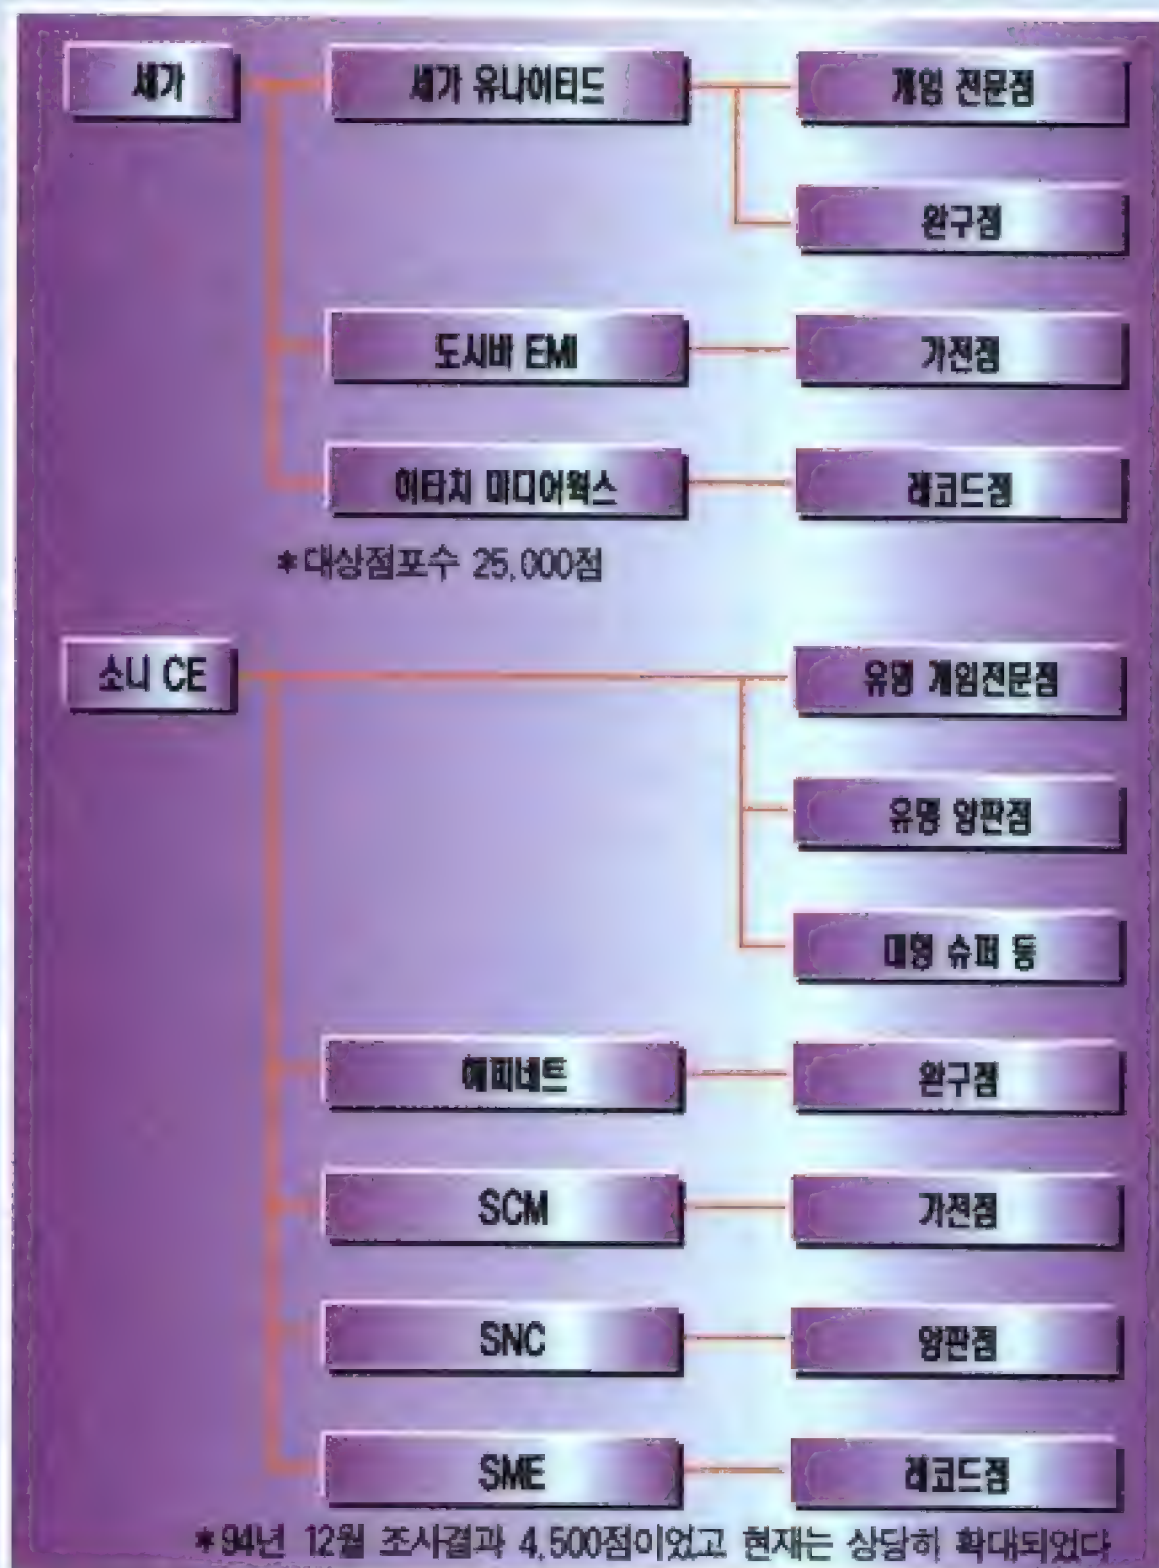 세가
세가 유나이티드
게임 전문점
완구점
도시바 EMI
가전점
히타치 미디어웍스
레코드점
*대상점포수 25,000점
소니 CE
유명 게임전문점
유명 양판점
대형 슈퍼 등
해피네트
완구점
SCM
가전점
SNC
양판점
SME
레코드점
*94년 12월 조사결과 4,500점이었고 현재는 상당히 확대되었다